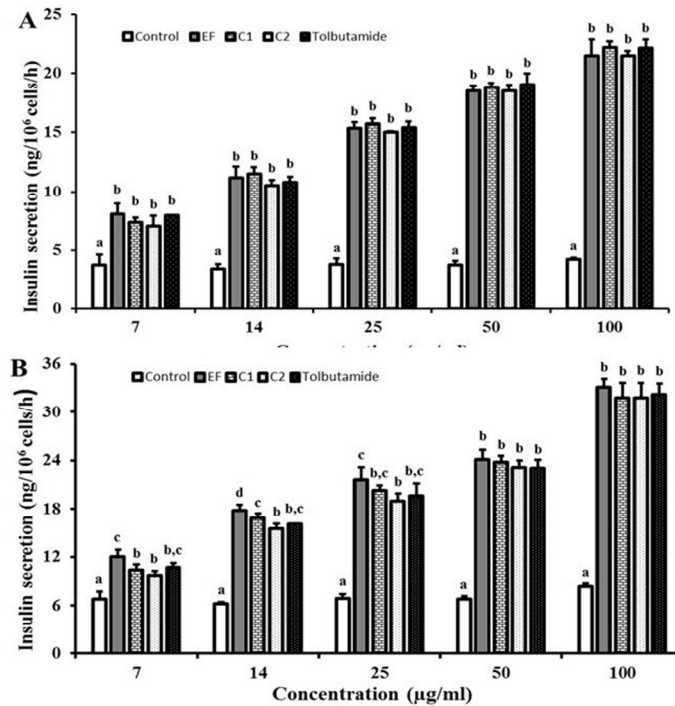 A
Control EF C1 C2 Tolbutamide
Insulin secretion (ng/10⁶ cells/h)
25
20
15
10
5
0
a b b b b
a b b b b
a b b b b
a b b b b
a b b b b
7 14 25 50 100
B
Control EF C1 C2 Tolbutamide
Insulin secretion (ng/10⁶ cells/h)
36
30
24
18
12
6
0
a c b b b,c
a d c b b,c
a c b,c b b,c
a b b b b
a b b b b
7 14 25 50 100
Concentration (µg/ml)